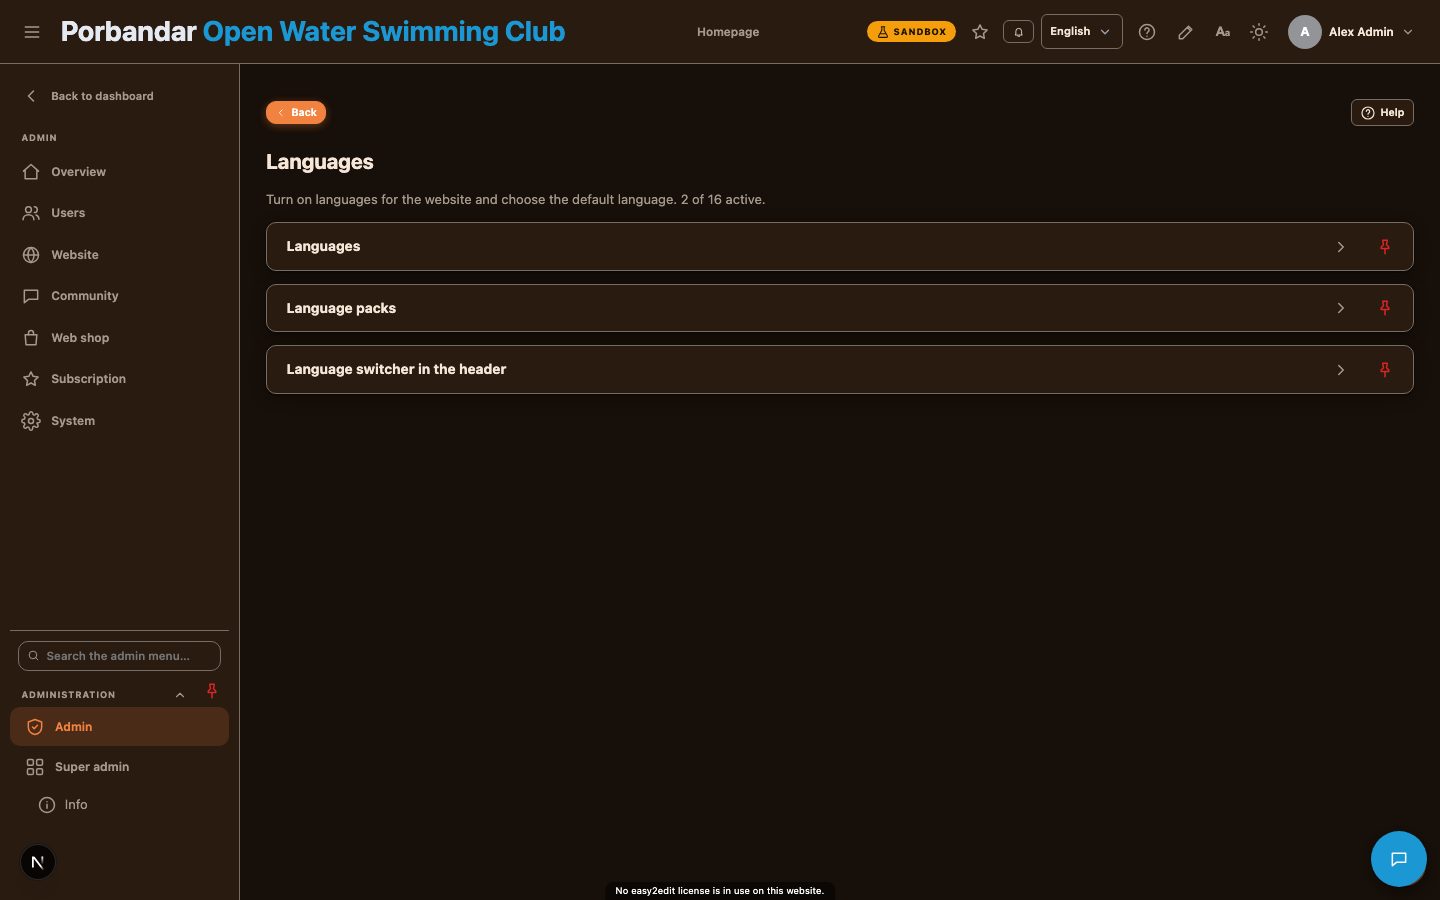 Porbandar Open Water Swimming Club
Homepage
SANDBOX
English
Aa
A
Alex Admin
Back to dashboard
ADMIN
Overview
Users
Website
Community
Web shop
Subscription
System
Search the admin menu...
ADMINISTRATION
Admin
Super admin
Info
N
Back
Help
Languages
Turn on languages for the website and choose the default language. 2 of 16 active.
Languages
Language packs
Language switcher in the header
No easy2edit license is in use on this website.